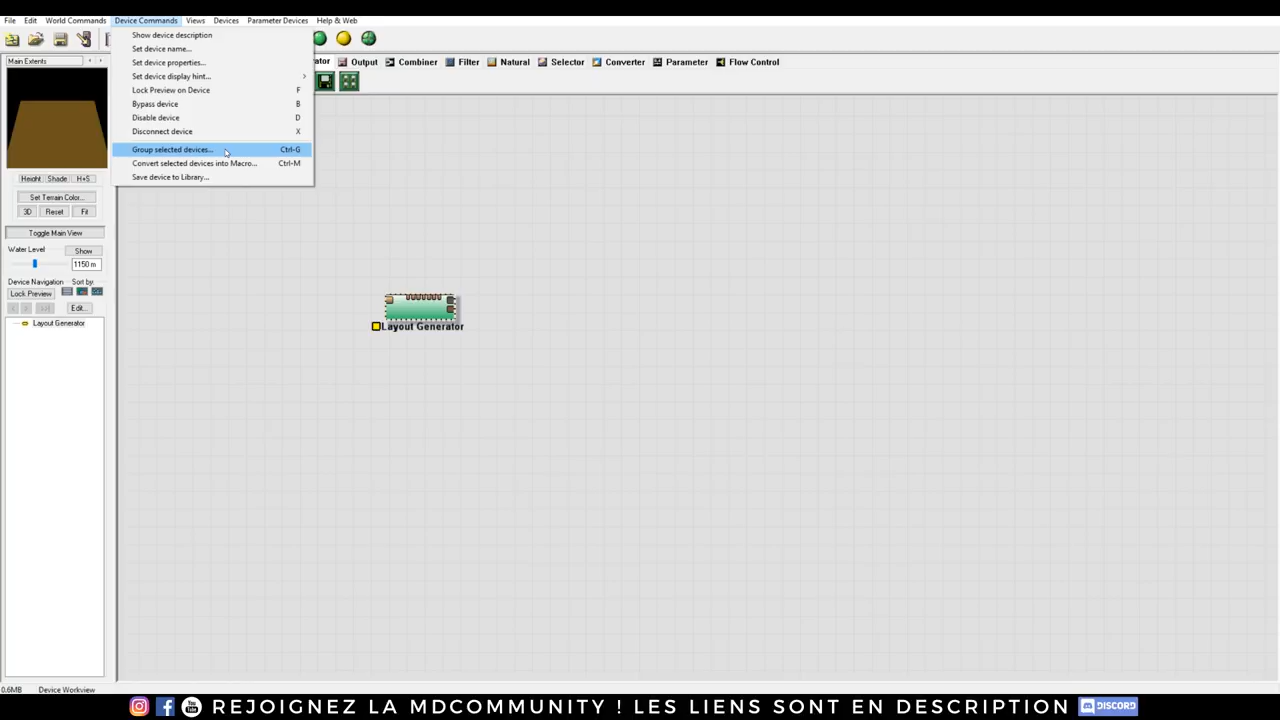 File Edit World Commands Device Commands Views Devices Parameter Devices Help & Web
Main Extents
Output Combiner Filter Natural Selector Converter Parameter Flow Control
Show device description
Set device name...
Set device properties...
Set device display hint...
Lock Preview on Device F
Bypass device B
Disable device D
Disconnect device X
Group selected devices... Ctrl-G
Convert selected devices into Macro... Ctrl-M
Save device to Library...
Height Shade H+S
Set Terrain Color...
3D Reset Fit
Toggle Main View
Water Level Show
1150 m
Device Navigation Sort by:
Lock Preview
Edit...
Layout Generator
Layout Generator
0.6MB Device Workview
REJOIGNEZ LA MDCOMMUNITY ! LES LIENS SONT EN DESCRIPTION DISCORD